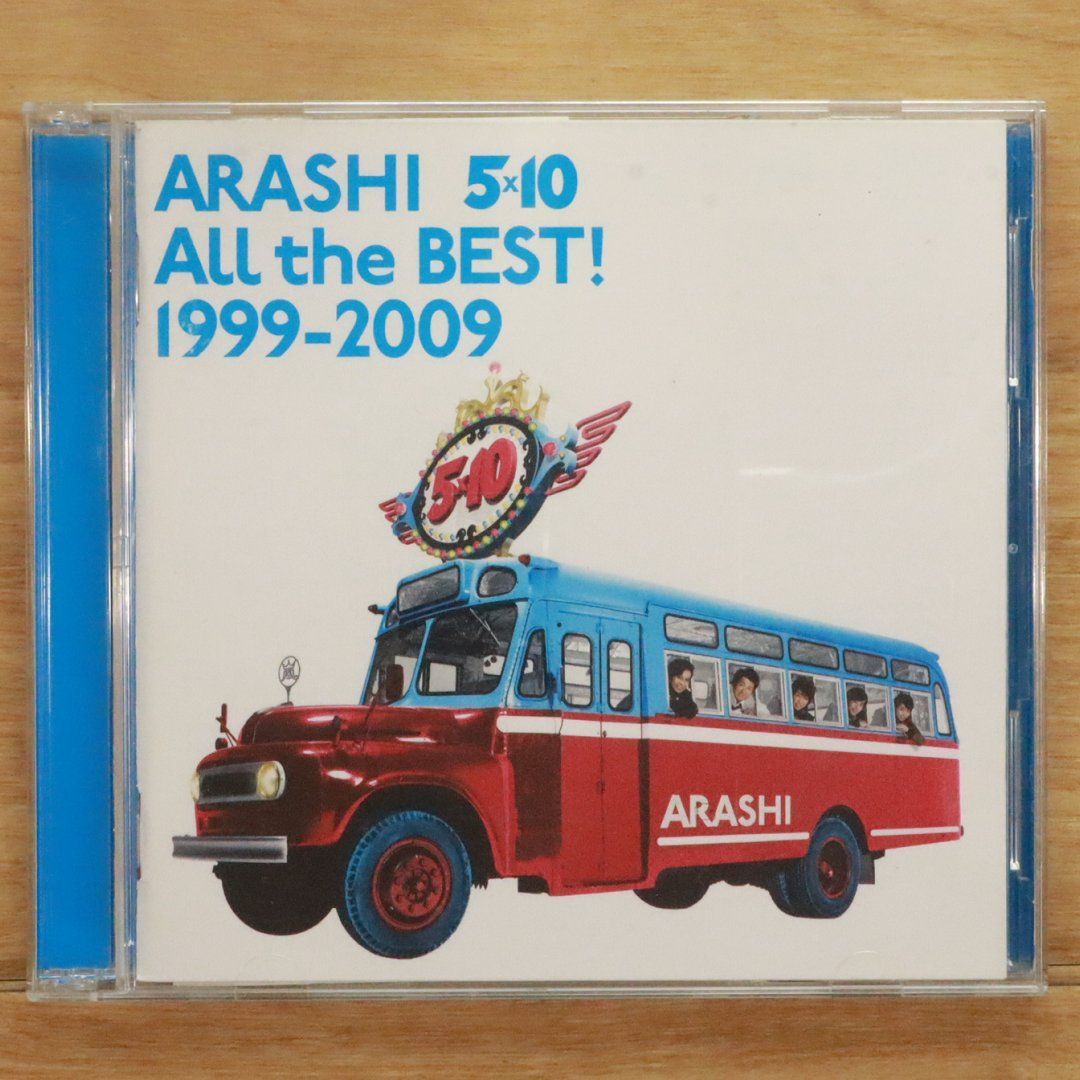 ARASHI 5×10
All the BEST!
1999-2009
5×10
ARASHI